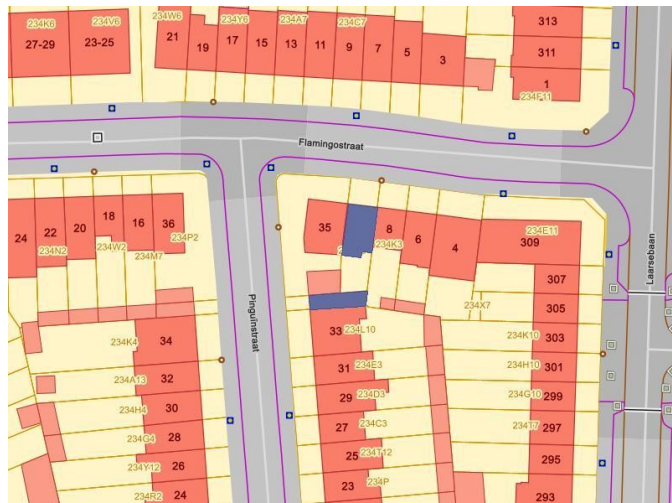 234K6
234V6
27-29
23-25
234W6
234Y6
234A7
234C7
21
19
17
15
13
11
9
7
5
3
313
311
1
234F11
Flamingostraat
Laarsebaan
24
22
20
18
16
36
234N2
234W2
234M7
234P2
35
8
6
4
309
234K3
234E11
307
305
303
301
299
297
295
293
234X7
234K10
234H10
234G10
234T7
Pinguinstraat
34
32
30
28
26
24
234K4
234A13
234H4
234G4
234Y12
234R2
33
31
29
27
25
23
234L10
234E3
234D3
234C3
234T12
234P